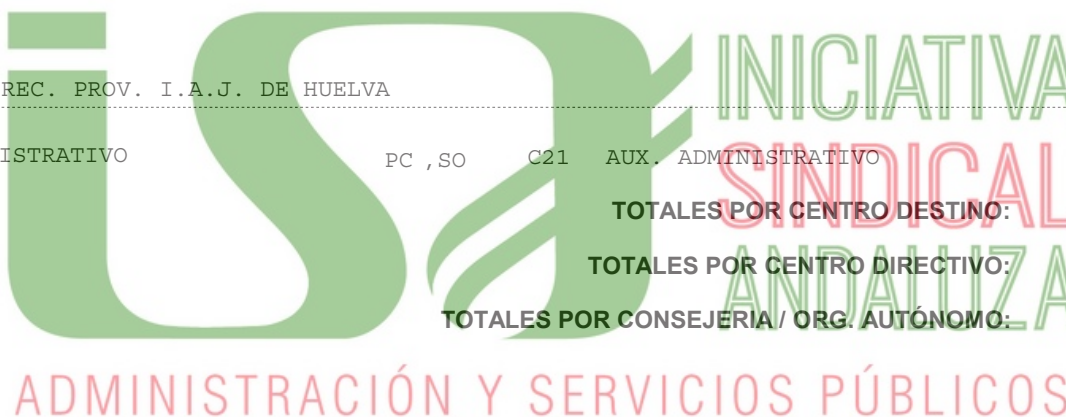 isa
INICIATIVA
SINDICAL
ANDALUZA
REC. PROV. I.A.J. DE HUELVA
ISTRATIVO PC ,SO C21 AUX. ADMINISTRATIVO
TOTALES POR CENTRO DESTINO:
TOTALES POR CENTRO DIRECTIVO:
TOTALES POR CONSEJERIA / ORG. AUTÓNOMO:
ADMINISTRACIÓN Y SERVICIOS PÚBLICOS